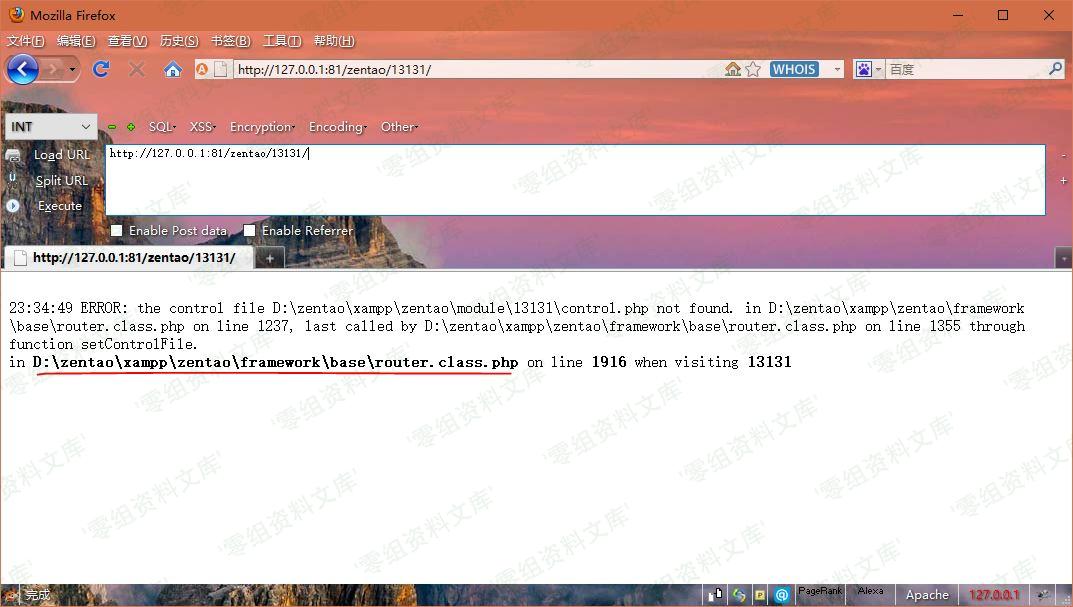 Mozilla Firefox
文件(F) 编辑(E) 查看(V) 历史(S) 书签(B) 工具(T) 帮助(H)
http://127.0.0.1:81/zentao/13131/ WHOIS 百度
INT SQL XSS Encryption Encoding Other
Load URL http://127.0.0.1:81/zentao/13131/
Split URL
Execute
Enable Post data Enable Referrer
http://127.0.0.1:81/zentao/13131/
23:34:49 ERROR: the control file D:\zentao\xampp\zentao\module\13131\control.php not found. in D:\zentao\xampp\zentao\framework
\base\router.class.php on line 1237, last called by D:\zentao\xampp\zentao\framework\base\router.class.php on line 1355 through
function setControlFile.
in D:\zentao\xampp\zentao\framework\base\router.class.php on line 1916 when visiting 13131
零组资料文库
完成 PageRank Alexa Apache 127.0.0.1